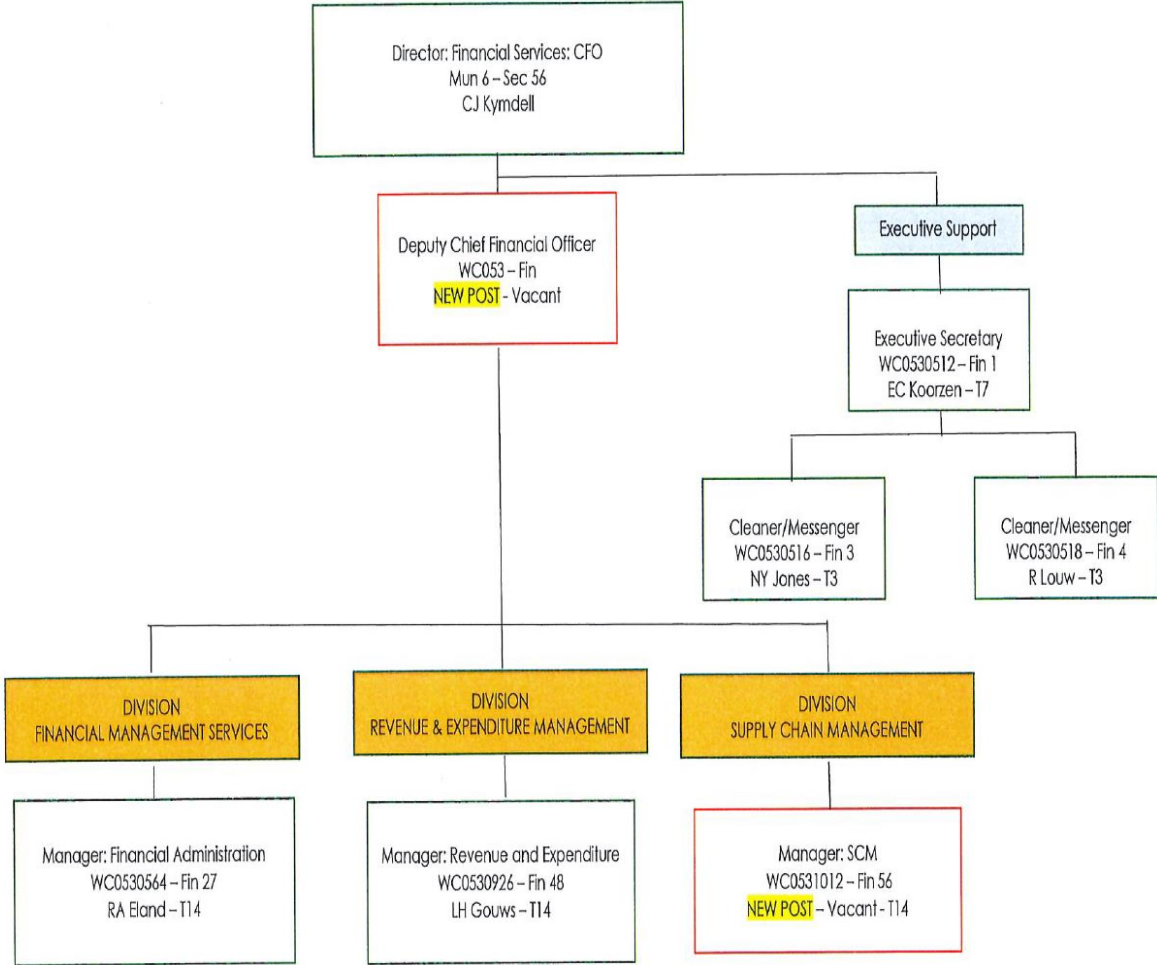 Director: Financial Services: CFO
Mun 6 – Sec 56
CJ Kymdell
Deputy Chief Financial Officer
WC053 – Fin
NEW POST - Vacant
Executive Support
Executive Secretary
WC0530512 – Fin 1
EC Koorzen – T7
Cleaner/Messenger
WC0530516 – Fin 3
NY Jones – T3
Cleaner/Messenger
WC0530518 – Fin 4
R Louw – T3
DIVISION
FINANCIAL MANAGEMENT SERVICES
DIVISION
REVENUE & EXPENDITURE MANAGEMENT
DIVISION
SUPPLY CHAIN MANAGEMENT
Manager: Financial Administration
WC0530564 – Fin 27
RA Eland – T14
Manager: Revenue and Expenditure
WC0530926 – Fin 48
LH Gouws – T14
Manager: SCM
WC0531012 – Fin 56
NEW POST – Vacant - T14